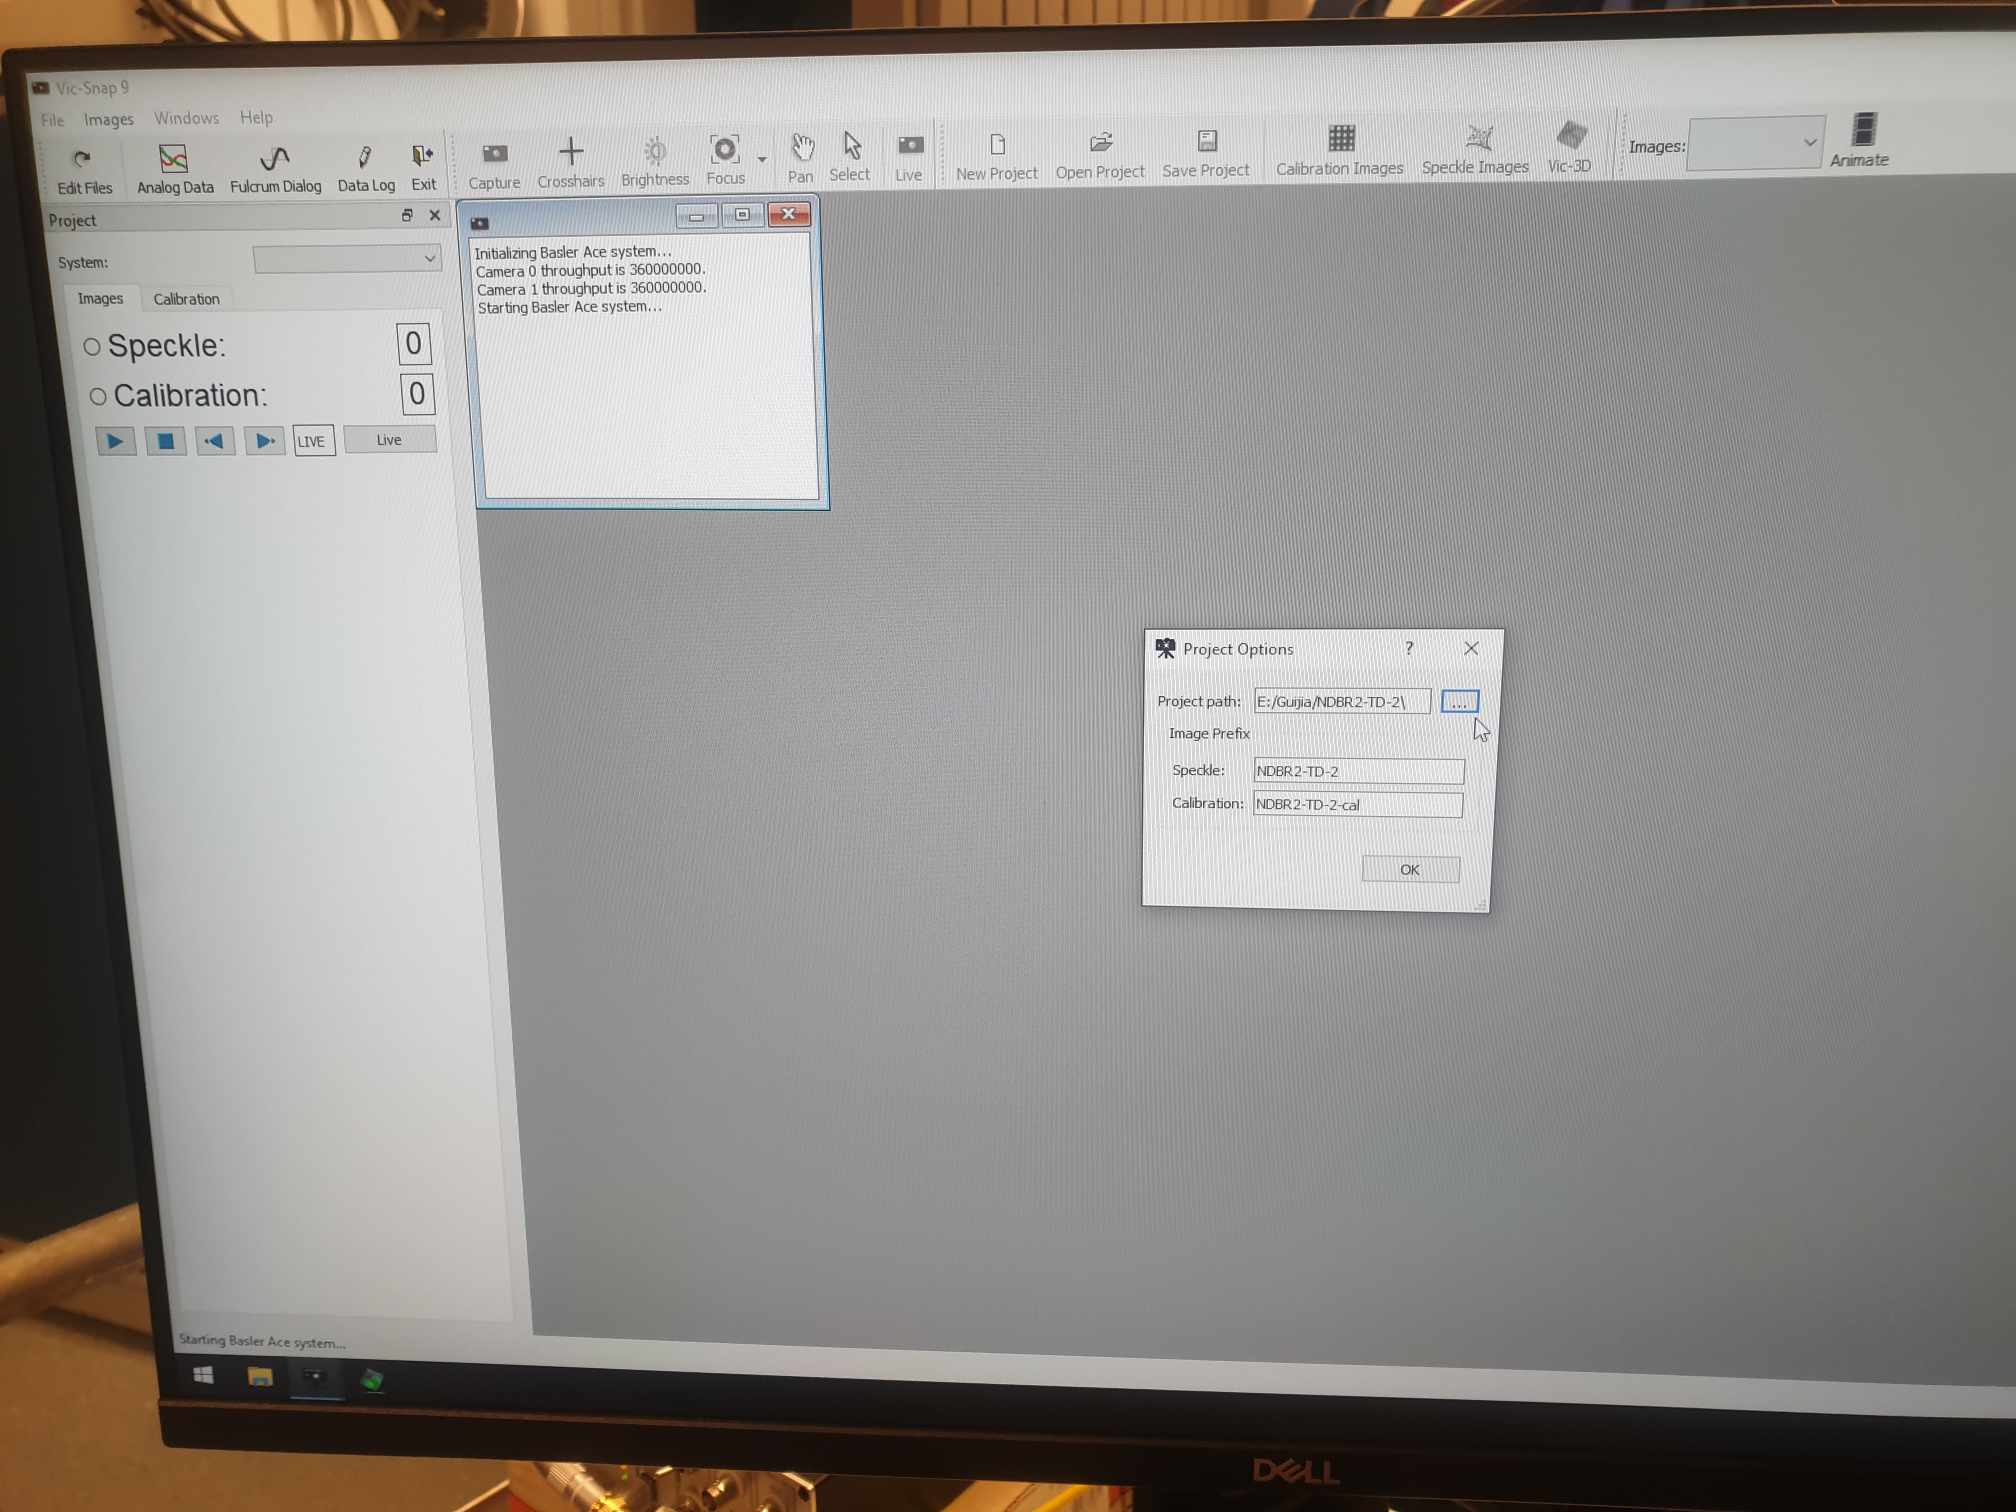 Vic-Snap 9
File Images Windows Help
Edit Files Analog Data Fulcrum Dialog Data Log Exit Capture Crosshairs Brightness Focus Pan Select Live New Project Open Project Save Project Calibration Images Speckle Images Vic-3D Images: Animate
Project
System:
Images Calibration
Speckle: 0
Calibration: 0
LIVE Live
Initializing Basler Ace system...
Camera 0 throughput is 360000000.
Camera 1 throughput is 360000000.
Starting Basler Ace system...
Project Options ?
Project path: E:/Guijia/NDBR2-TD-2\ ...
Image Prefix
Speckle: NDBR2-TD-2
Calibration: NDBR2-TD-2-cal
OK
Starting Basler Ace system...
DELL